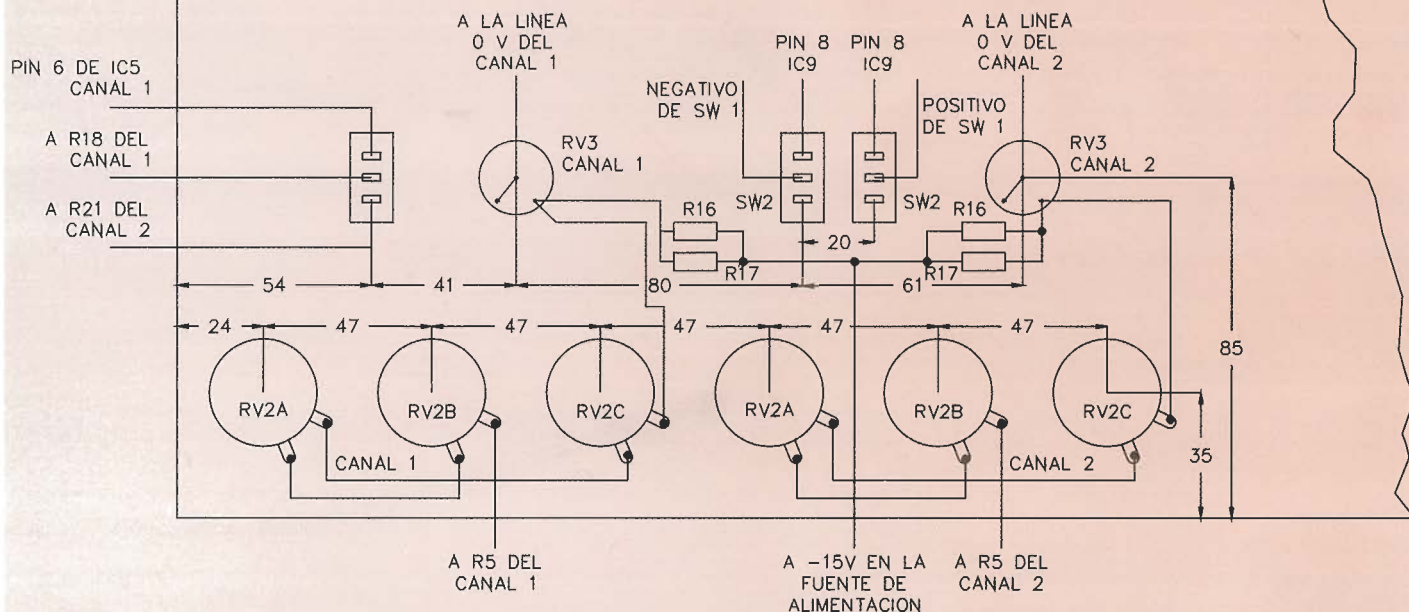 A LA LINEA
0 V DEL
CANAL 1
PIN 8
IC9
PIN 8
IC9
A LA LINEA
0 V DEL
CANAL 2
PIN 6 DE IC5
CANAL 1
NEGATIVO
DE SW 1
POSITIVO
DE SW 1
A R18 DEL
CANAL 1
RV3
CANAL 1
RV3
CANAL 2
A R21 DEL
CANAL 2
R16
SW2
SW2
R16
20
R17
R17
54
41
80
61
24
47
47
47
47
47
85
RV2A
RV2B
RV2C
RV2A
RV2B
RV2C
CANAL 1
CANAL 2
35
A R5 DEL
CANAL 1
A -15V EN LA
FUENTE DE
ALIMENTACION
A R5 DEL
CANAL 2